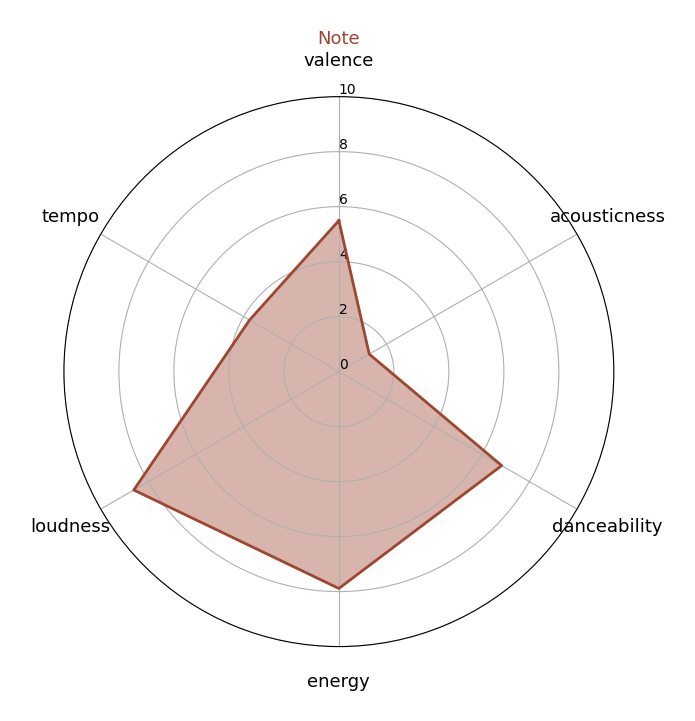 Note
valence
10
8
6
4
2
0
tempo
acousticness
loudness
danceability
energy